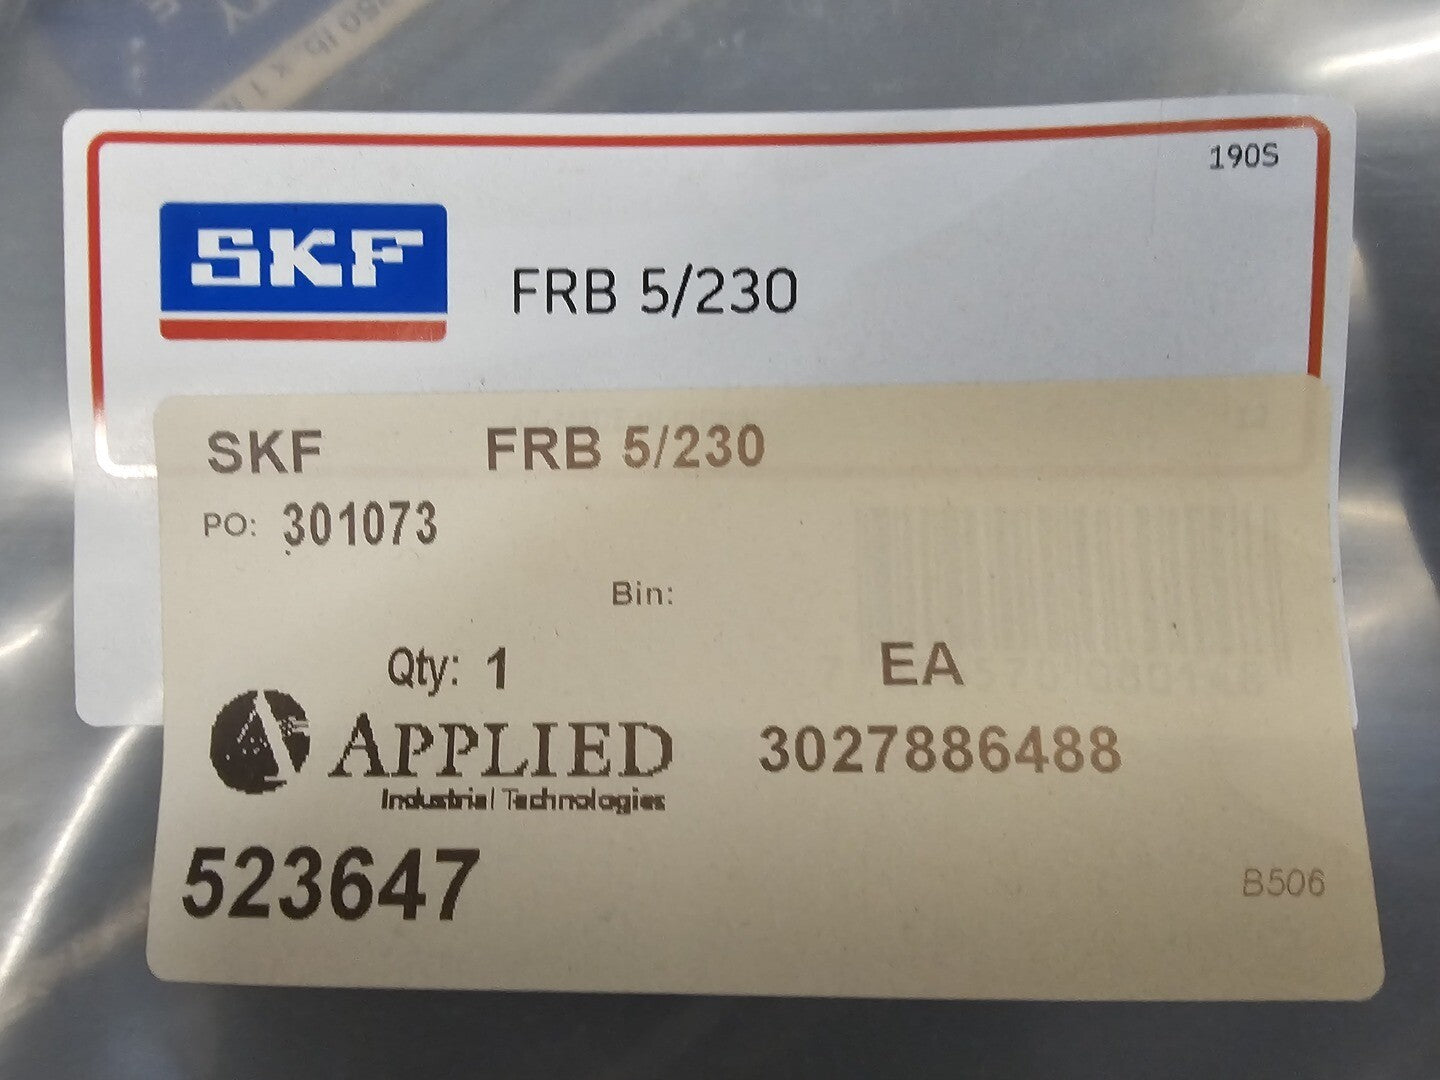 190S
SKF
FRB 5/230
SKF FRB 5/230
PO: 301073
Bin:
Qty: 1 EA
APPLIED 3027886488
Industrial Technologies
523647
B506